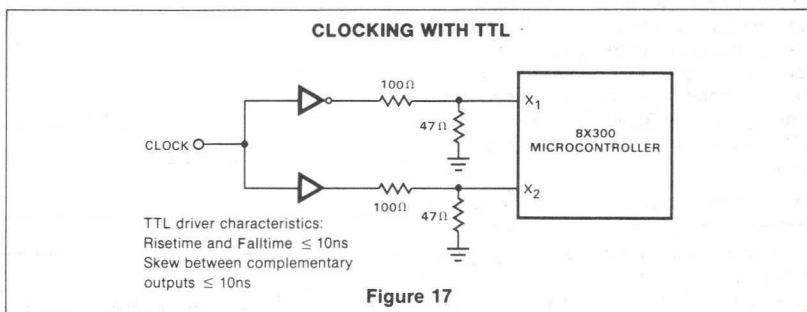 CLOCKING WITH TTL
100Ω
X1
47Ω
8X300
MICROCONTROLLER
CLOCK
X2
100Ω
47Ω
TTL driver characteristics:
Risetime and Falltime ≤ 10ns
Skew between complementary
outputs ≤ 10ns
Figure 17